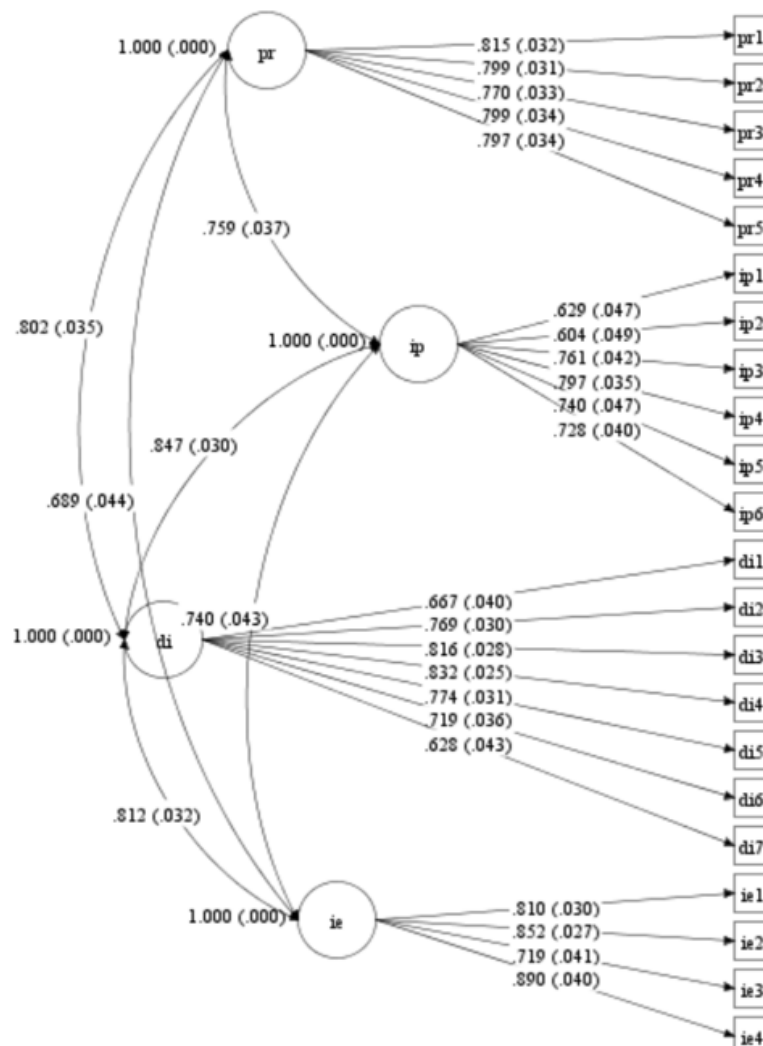 1.000 (.000)
pr
.815 (.032)
.799 (.031)
.770 (.033)
.799 (.034)
.797 (.034)
pr1
pr2
pr3
pr4
pr5
.759 (.037)
1.000 (.000)
ip
.629 (.047)
.604 (.049)
.761 (.042)
.797 (.035)
.740 (.047)
.728 (.040)
ip1
ip2
ip3
ip4
ip5
ip6
.802 (.035)
.847 (.030)
.689 (.044)
1.000 (.000)
di
.740 (.043)
.667 (.040)
.769 (.030)
.816 (.028)
.832 (.025)
.774 (.031)
.719 (.036)
.628 (.043)
di1
di2
di3
di4
di5
di6
di7
.812 (.032)
1.000 (.000)
ie
.810 (.030)
.852 (.027)
.719 (.041)
.890 (.040)
ie1
ie2
ie3
ie4